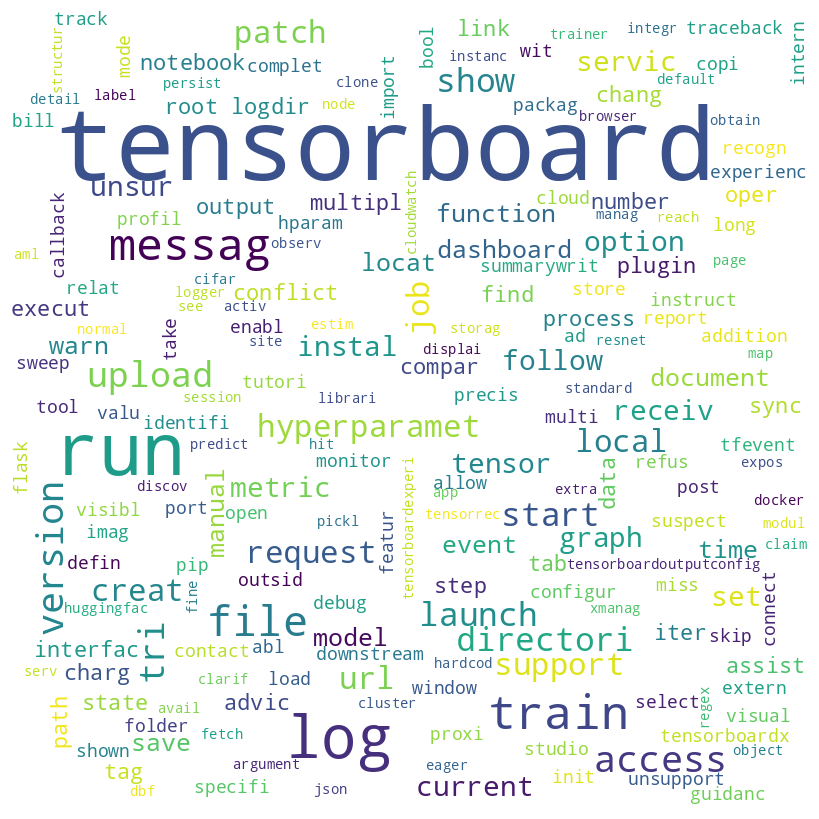 track
patch
link
integr
trainer
traceback
structur
mode
notebook
complet
bool
instanc
wit
servic
copi
intern
persist
clone
show
default
detail
label
root logdir
node
import
packag
chang
bill
browser
obtain
tensorboard
recogn
unsur
experienc
multipl
cloud
number
oper
output
function
manag
reach
long
profil
hparam
cloudwatch
callback
messag
observ
dashboard
option
locat
summarywrit
plugin
page
aml
relat
cifar
logger
conflict
job
find
store
instruct
execut
see
activ
process
report
normal
take
enabl
estim
storag
ad
resnet
addition
warn
site
instal
displai
follow
map
sweep
upload
tutori
compar
document
session
librari
precis
standard
tool
valu
identifi
hyperparamet
multi
receiv
sync
run
predict
hit
local
tfevent
flask
monitor
tensor
data
refus
expos
discov
metric
allow
extra
post
docker
version
visibl
port
manual
open
pickl
featur
tensorboardexperi
app
tensorrec
start
suspect
modul
imag
request
event
graph
time
claim
defin
pip
outsid
tab
tensorboardoutputconfig
creat
fine
step
configur
miss
set
connect
huggingfac
debug
launch
xmanag
file
model
directori
iter
skip
interfac
tri
contact
abl
downstream
hardcod
serv
charg
clarif
load
url
window
support
assist
state
avail
advic
cluster
select
extern
path
folder
log
train
regex
visual
shown
save
fetch
proxi
tensorboardx
studio
access
object
tag
argument
eager
init
unsupport
dbf
specifi
json
current
guidanc